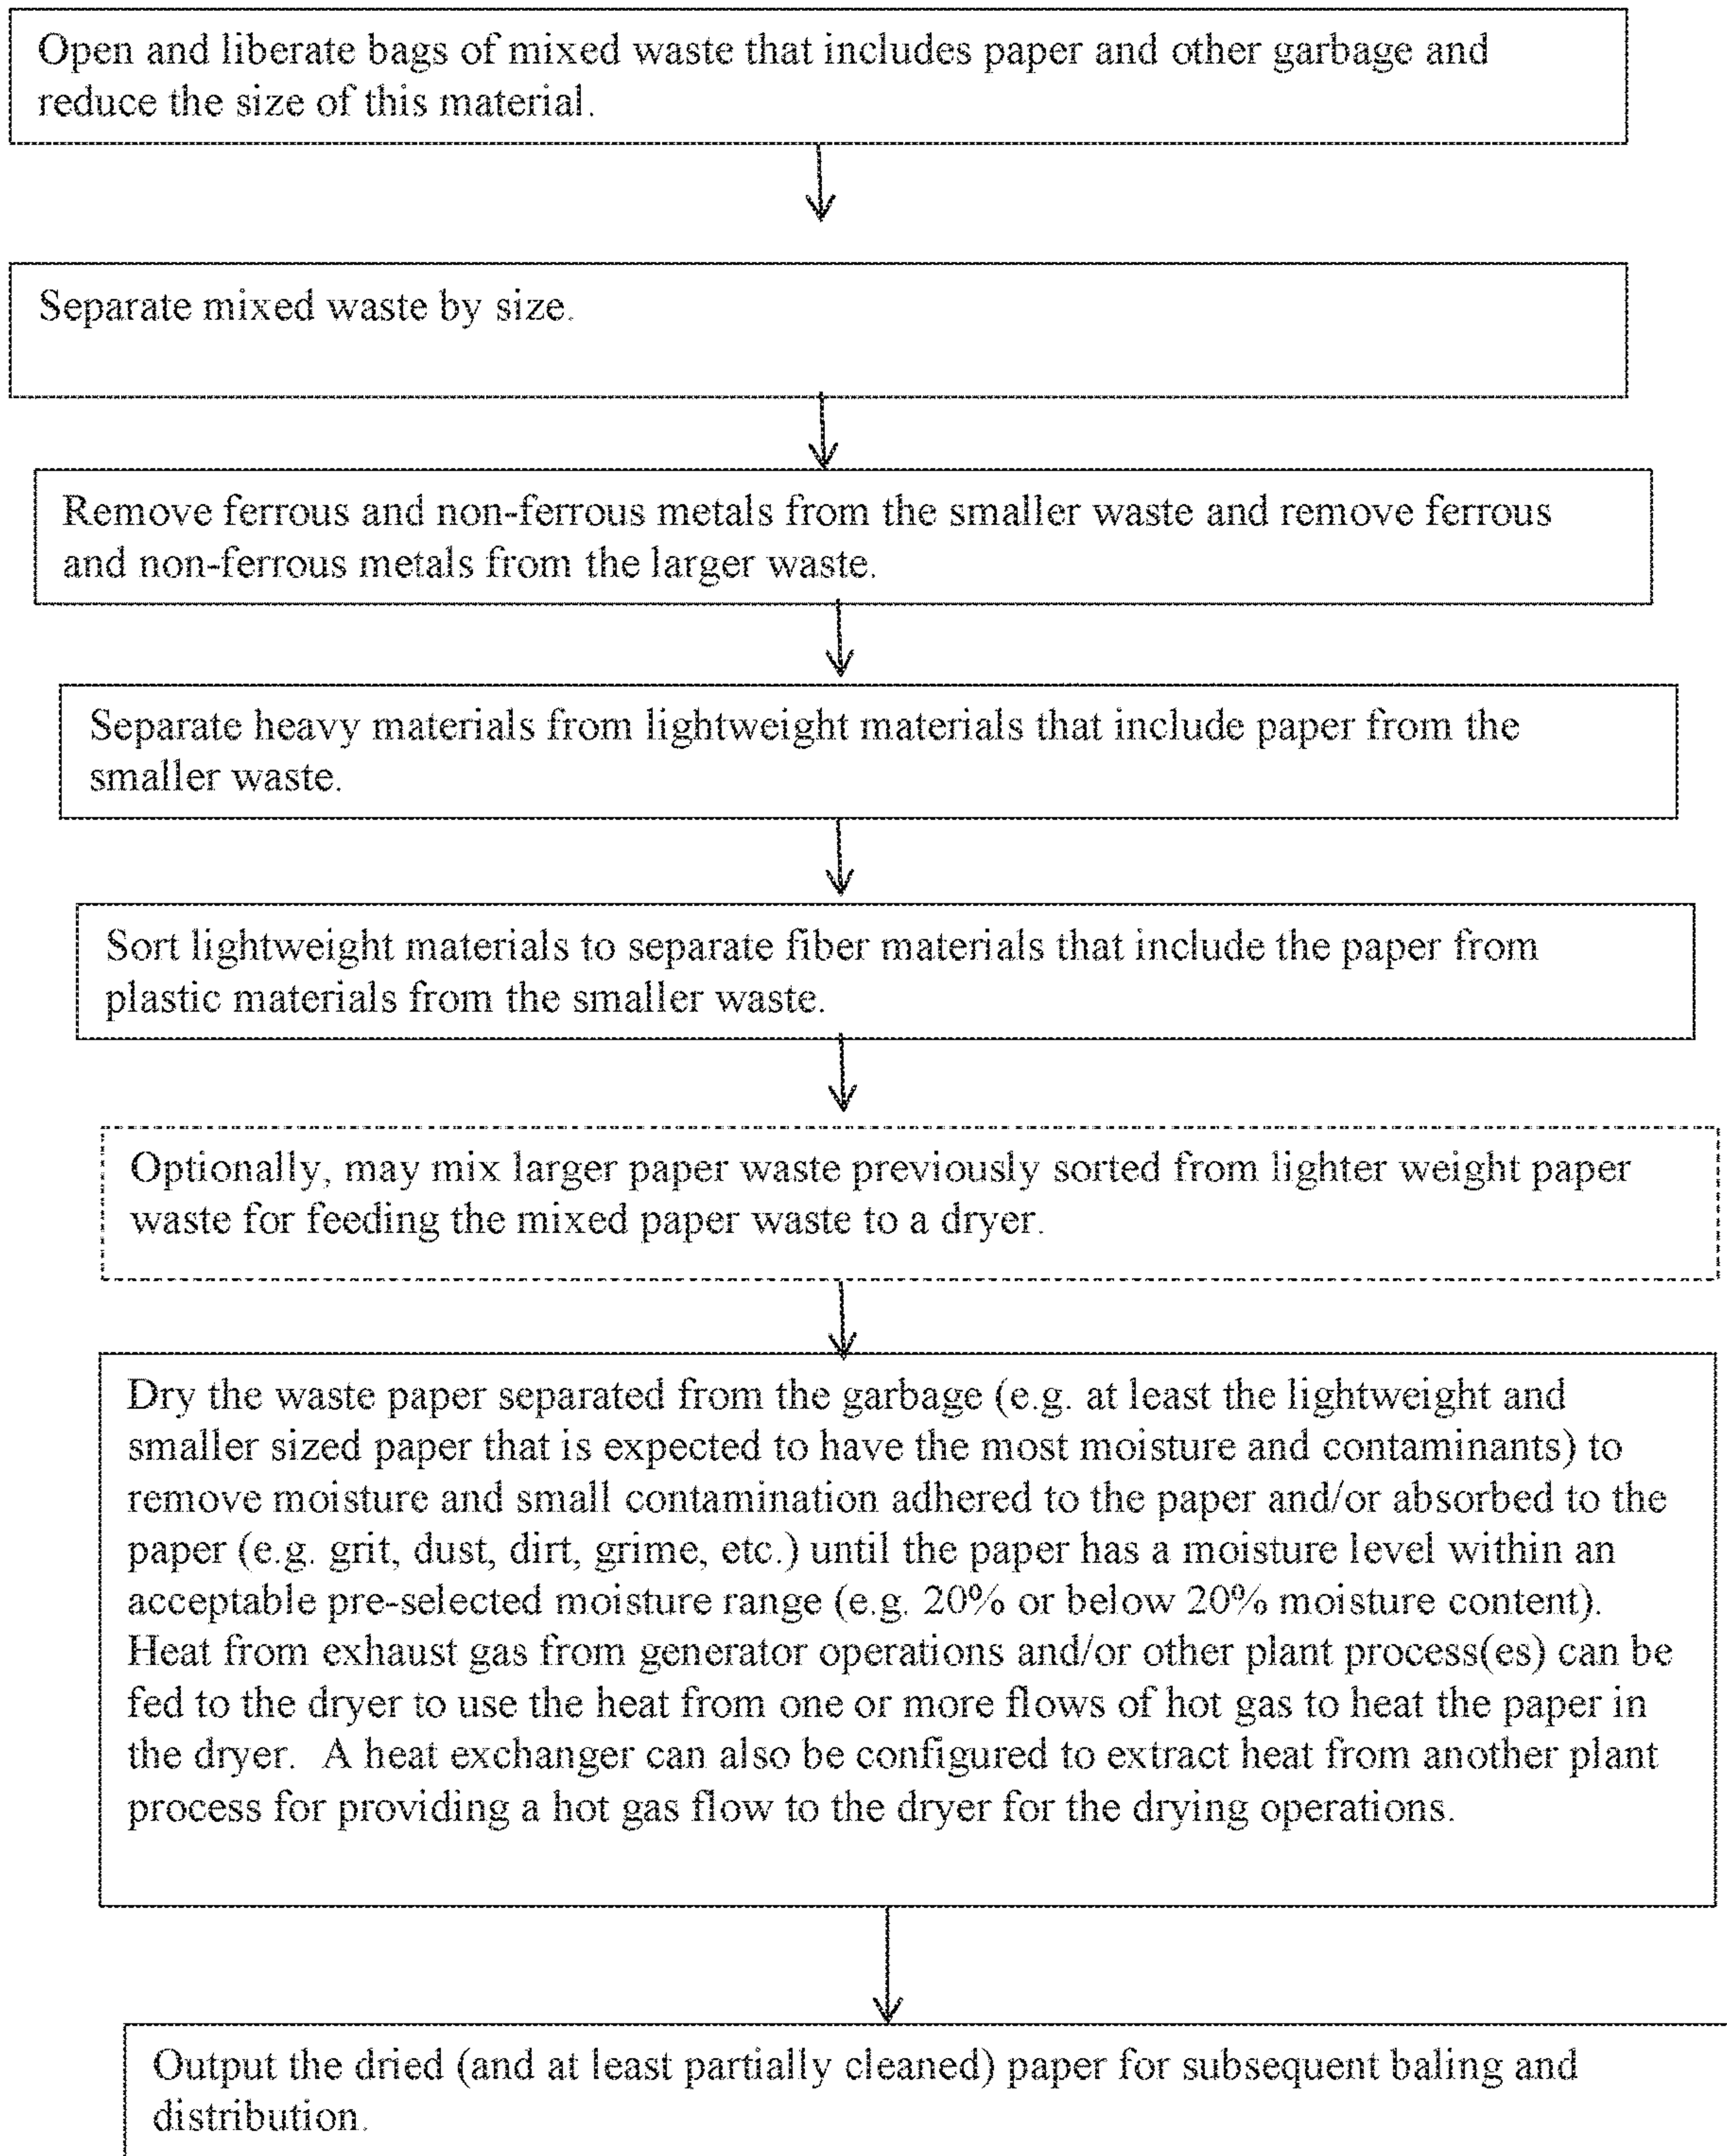 Open and liberate bags of mixed waste that includes paper and other garbage and
reduce the size of this material.
Separate mixed waste by size.
Remove ferrous and non-ferrous metals from the smaller waste and remove ferrous
and non-ferrous metals from the larger waste.
Separate heavy materials from lightweight materials that include paper from the
smaller waste.
Sort lightweight materials to separate fiber materials that include the paper from
plastic materials from the smaller waste.
Optionally, may mix larger paper waste previously sorted from lighter weight paper
waste for feeding the mixed paper waste to a dryer.
Dry the waste paper separated from the garbage (e.g. at least the lightweight and
smaller sized paper that is expected to have the most moisture and contaminants) to
remove moisture and small contamination adhered to the paper and/or absorbed to the
paper (e.g. grit, dust, dirt, grime, etc.) until the paper has a moisture level within an
acceptable pre-selected moisture range (e.g. 20% or below 20% moisture content).
Heat from exhaust gas from generator operations and/or other plant process(es) can be
fed to the dryer to use the heat from one or more flows of hot gas to heat the paper in
the dryer.  A heat exchanger can also be configured to extract heat from another plant
process for providing a hot gas flow to the dryer for the drying operations.
Output the dried (and at least partially cleaned) paper for subsequent baling and
distribution.